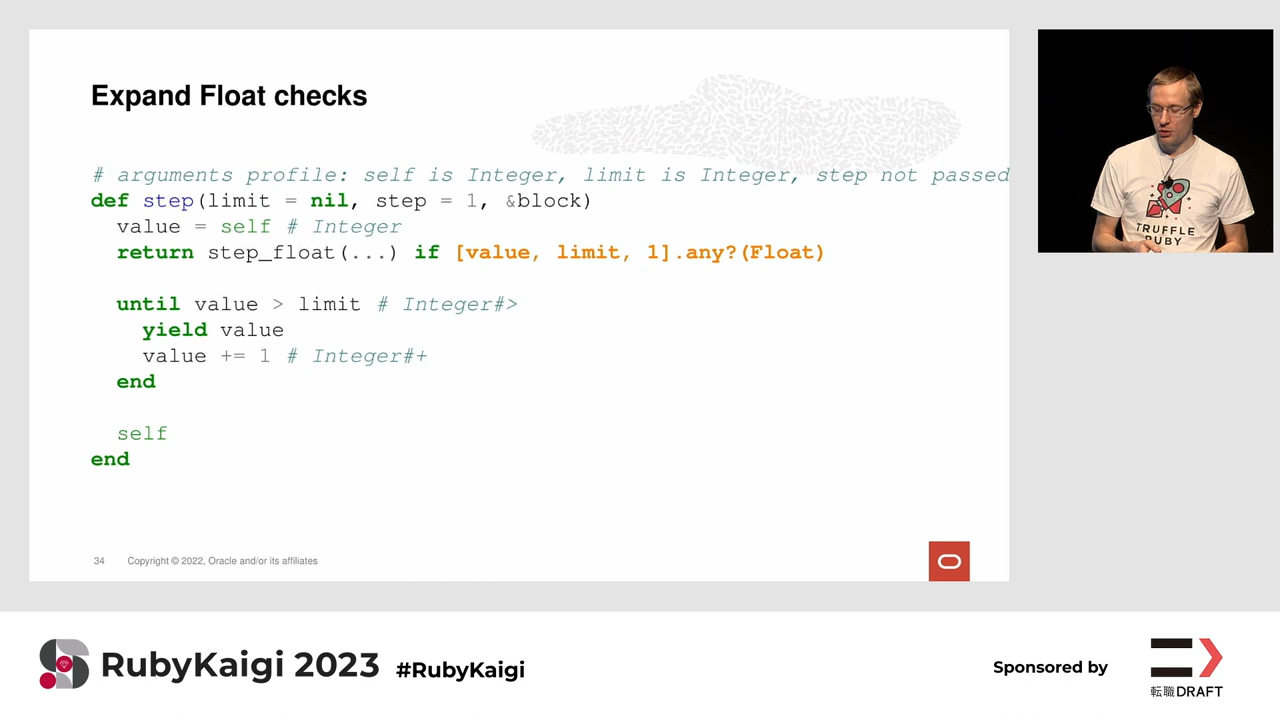 Expand Float checks
# arguments profile: self is Integer, limit is Integer, step not passed
def step(limit = nil, step = 1, &block)
value = self # Integer
return step_float(...) if [value, limit, 1].any?(Float)
until value > limit # Integer#>
yield value
value += 1 # Integer#+
end
self
end
34 Copyright © 2022, Oracle and/or its affiliates
TRUFFLE
RUBY
RubyKaigi 2023 #RubyKaigi
Sponsored by
転職DRAFT